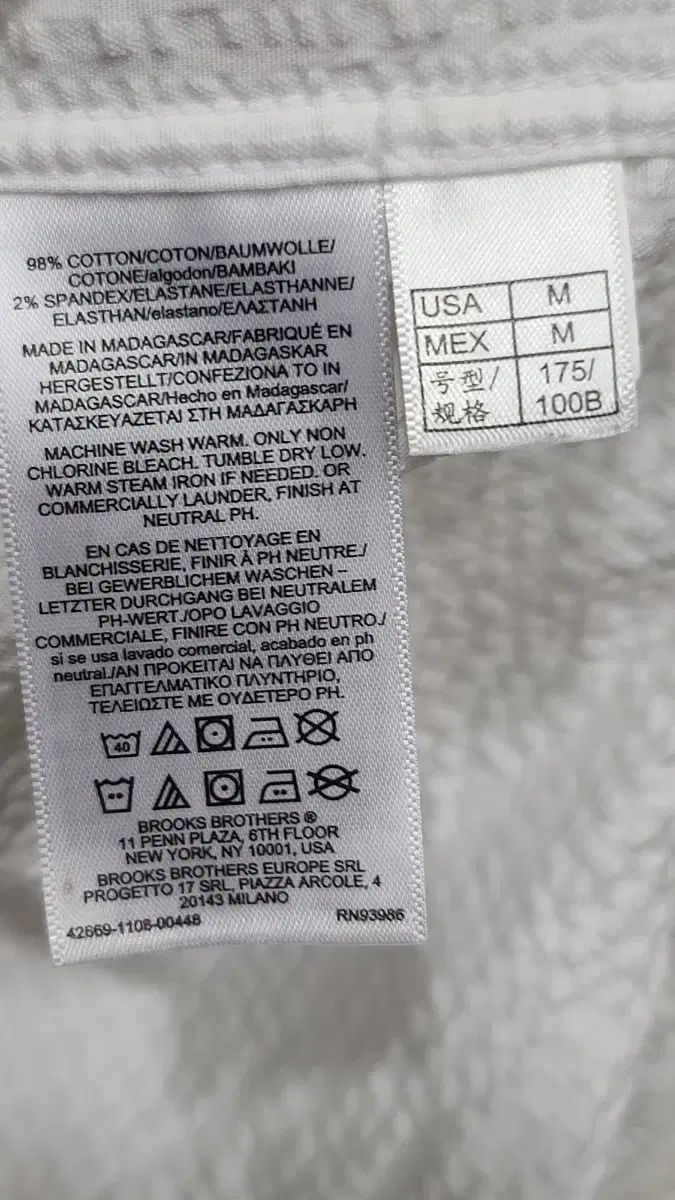 98% COTTON/COTON/BAUMWOLLE/
COTONE/algodon/BAMBAKI
2% SPANDEX/ELASTANE/ELASTHANNE/
ELASTHAN/elastano/ΕΛΑΣΤΑΝΗ
MADE IN MADAGASCAR/FABRIQUÉ EN
MADAGASCAR/IN MADAGASKAR
HERGESTELLT/CONFEZIONA TO IN
MADAGASCAR/Hecho en Madagascar/
ΚΑΤΑΣΚΕΥΑΖΕΤΑΙ ΣΤΗ ΜΑΔΑΓΑΣΚΑΡΗ
MACHINE WASH WARM. ONLY NON
CHLORINE BLEACH. TUMBLE DRY LOW.
WARM STEAM IRON IF NEEDED. OR
COMMERCIALLY LAUNDER, FINISH AT
NEUTRAL PH.
EN CAS DE NETTOYAGE EN
BLANCHISSERIE, FINIR À PH NEUTRE./
BEI GEWERBLICHEM WASCHEN –
LETZTER DURCHGANG BEI NEUTRALEM
PH-WERT./OPO LAVAGGIO
COMMERCIALE, FINIRE CON PH NEUTRO./
si se usa lavado comercial, acabado en ph
neutral./ΑΝ ΠΡΟΚΕΙΤΑΙ ΝΑ ΠΛΥΘΕΙ ΑΠΟ
ΕΠΑΓΓΕΛΜΑΤΙΚΟ ΠΛΥΝΤΗΡΙΟ,
ΤΕΛΕΙΩΣΤΕ ΜΕ ΟΥΔΕΤΕΡΟ PH.
40
BROOKS BROTHERS ®
11 PENN PLAZA, 6TH FLOOR
NEW YORK, NY 10001, USA
BROOKS BROTHERS EUROPE SRL
PROGETTO 17 SRL, PIAZZA ARCOLE, 4
20143 MILANO
42669-1108-00448 RN93986
USA M
MEX M
号型/ 175/
规格 100B